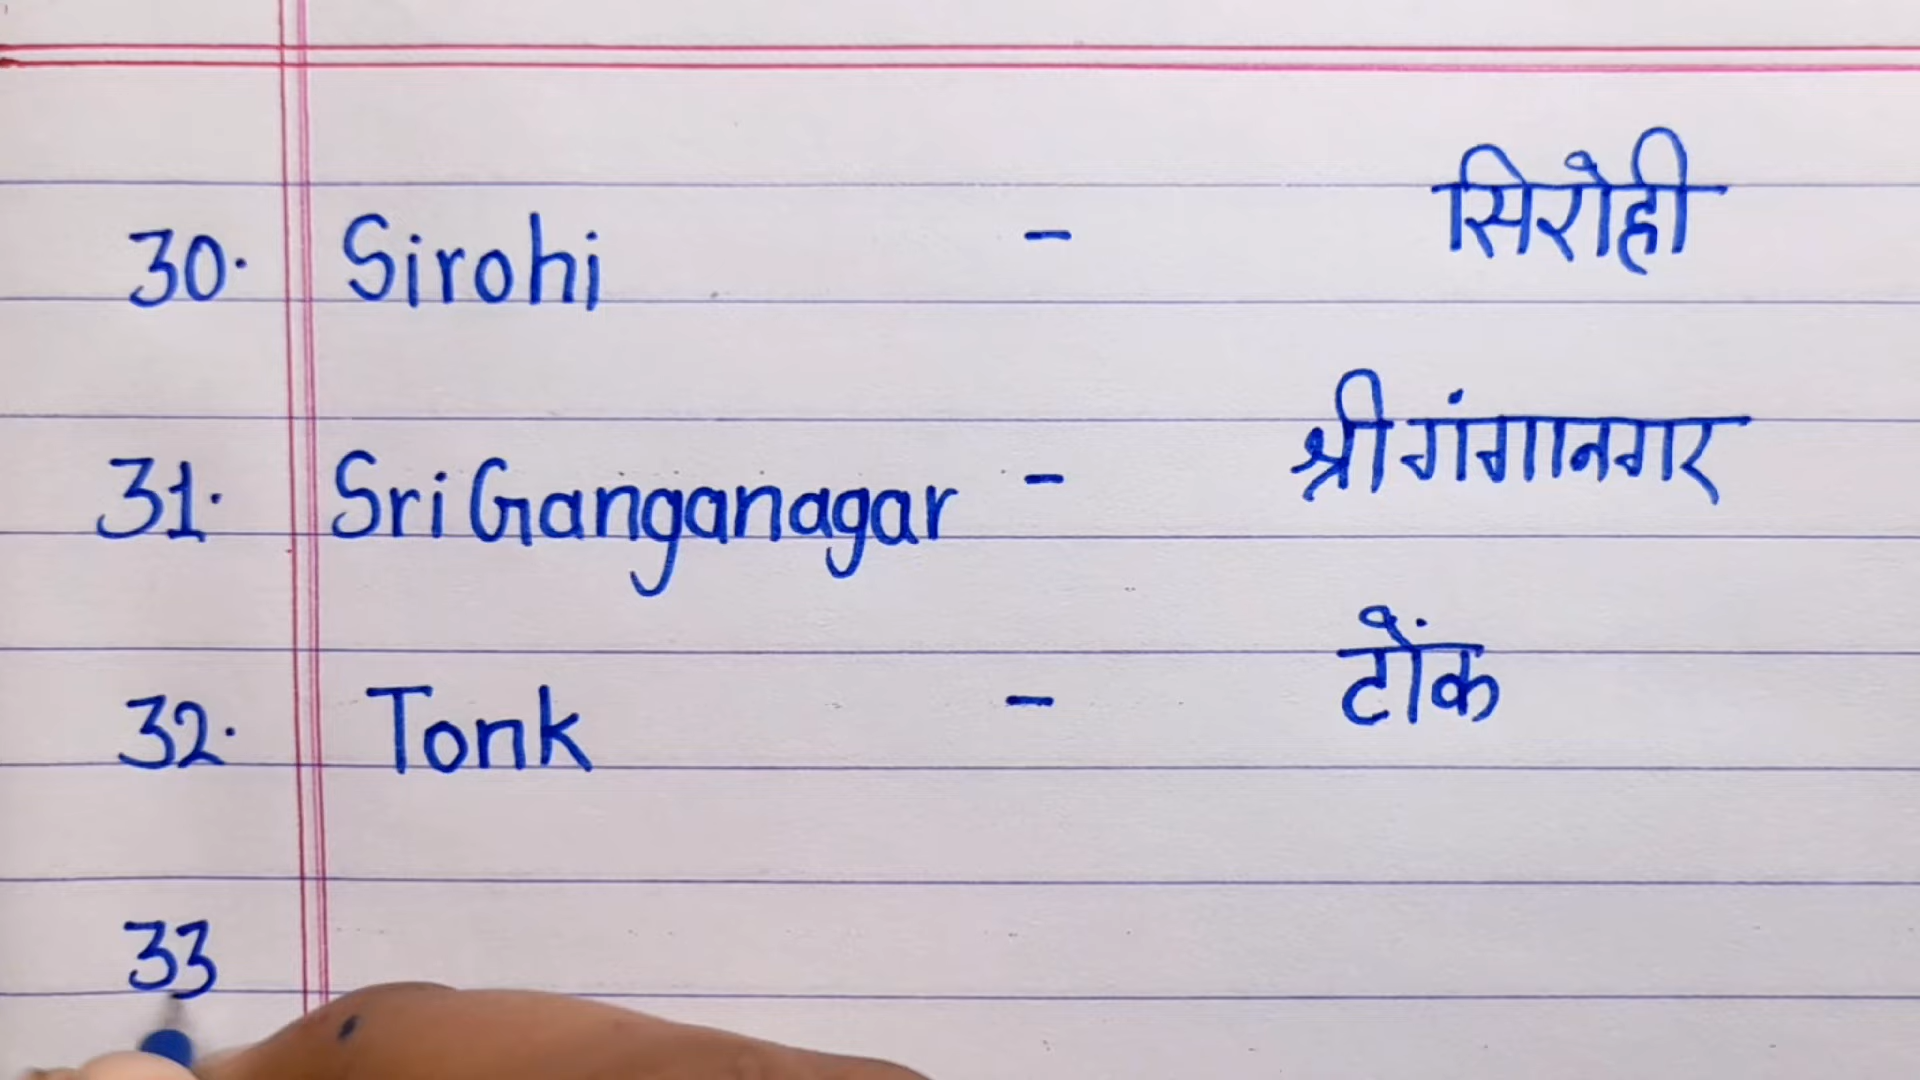 30. Sirohi - सिरोही
31. Sri Ganganagar - श्री गंगानगर
32. Tonk - टोंक
33